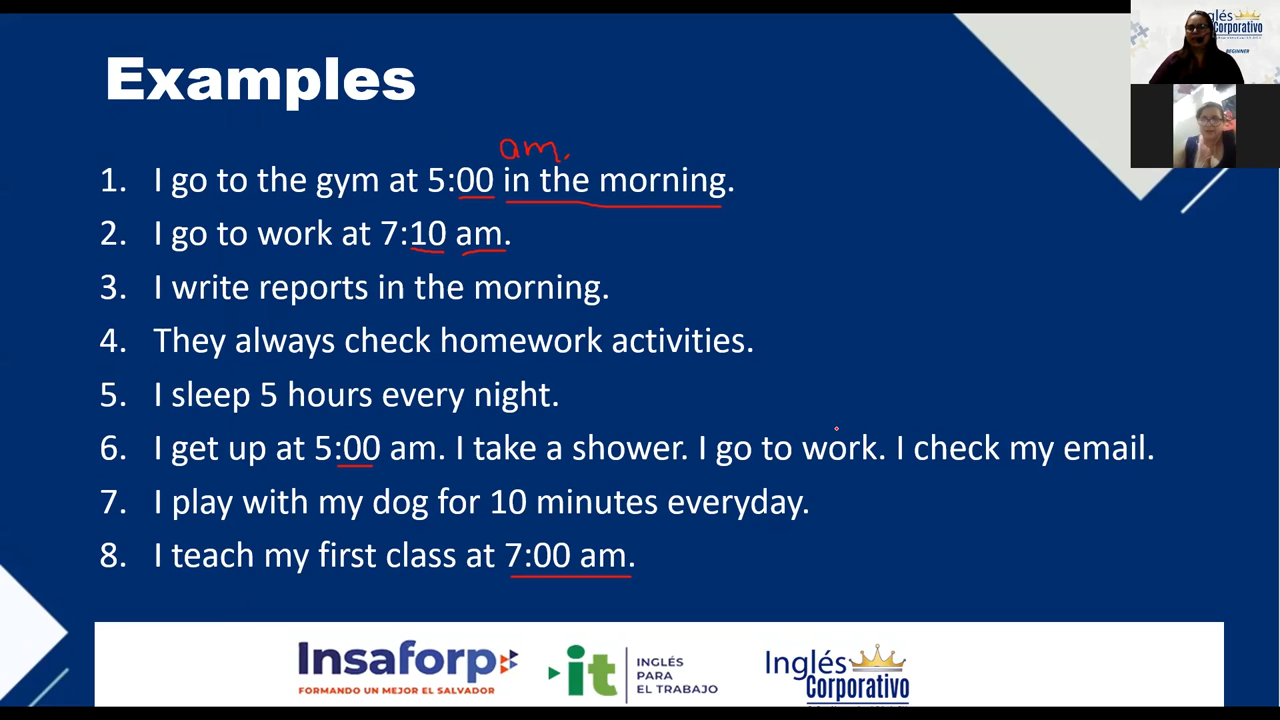 Examples
am.
1. I go to the gym at 5:00 in the morning.
2. I go to work at 7:10 am.
3. I write reports in the morning.
4. They always check homework activities.
5. I sleep 5 hours every night.
6. I get up at 5:00 am. I take a shower. I go to work. I check my email.
7. I play with my dog for 10 minutes everyday.
8. I teach my first class at 7:00 am.
Insaforp
FORMANDO UN MEJOR EL SALVADOR
it
INGLÉS
PARA
EL TRABAJO
Inglés
Corporativo
Corporativo
BEGINNER